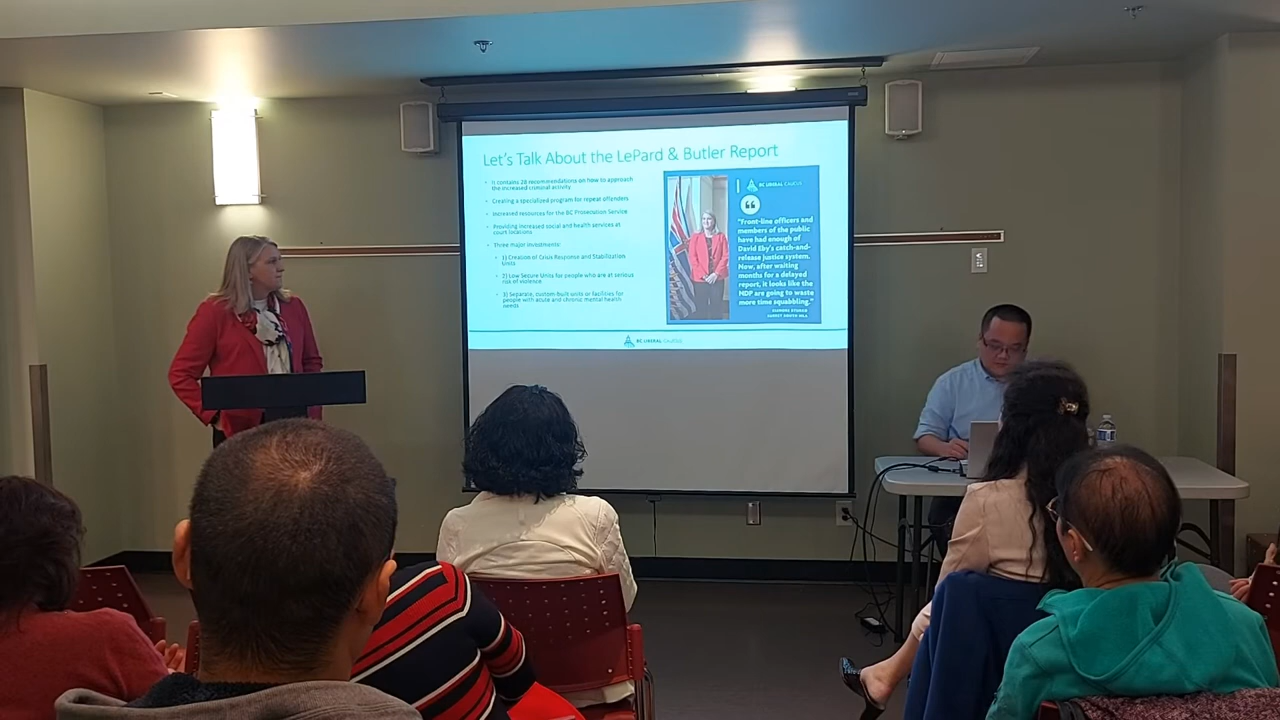 Let's Talk About the LePard & Butler Report
It contains 28 recommendations on how to approach
the increased criminal activity
Creating a specialized program for repeat offenders
Increased resources for the BC Prosecution Service
Providing increased social and health services at
court locations
Three major investments:
1) Creation of Crisis Response and Stabilization
Units
2) Low Secure Units for people who are at serious
risk of violence
3) Separate, custom-built units or facilities for
people with acute and chronic mental health
needs
BC LIBERAL CAUCUS
"Front-line officers and
members of the public
have had enough of
David Eby's catch-and-
release justice system.
Now, after waiting
months for a delayed
report, it looks like the
NDP are going to waste
more time squabbling."
BC LIBERAL CAUCUS